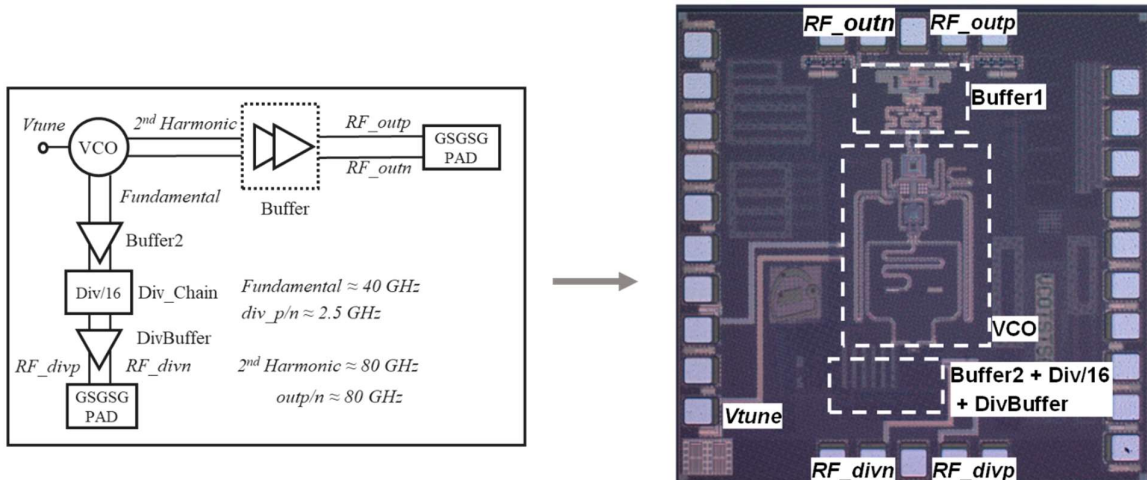 Vtune
VCO
2nd Harmonic
RF_outp
RF_outn
GSGSG
PAD
Buffer
Fundamental
Buffer2
Div/16
Div_Chain
DivBuffer
RF_divp
RF_divn
GSGSG
PAD
Fundamental ≈ 40 GHz
div_p/n ≈ 2.5 GHz
2nd Harmonic ≈ 80 GHz
outp/n ≈ 80 GHz
RF_outn
RF_outp
Buffer1
VCO
Buffer2 + Div/16
+ DivBuffer
Vtune
RF_divn
RF_divp